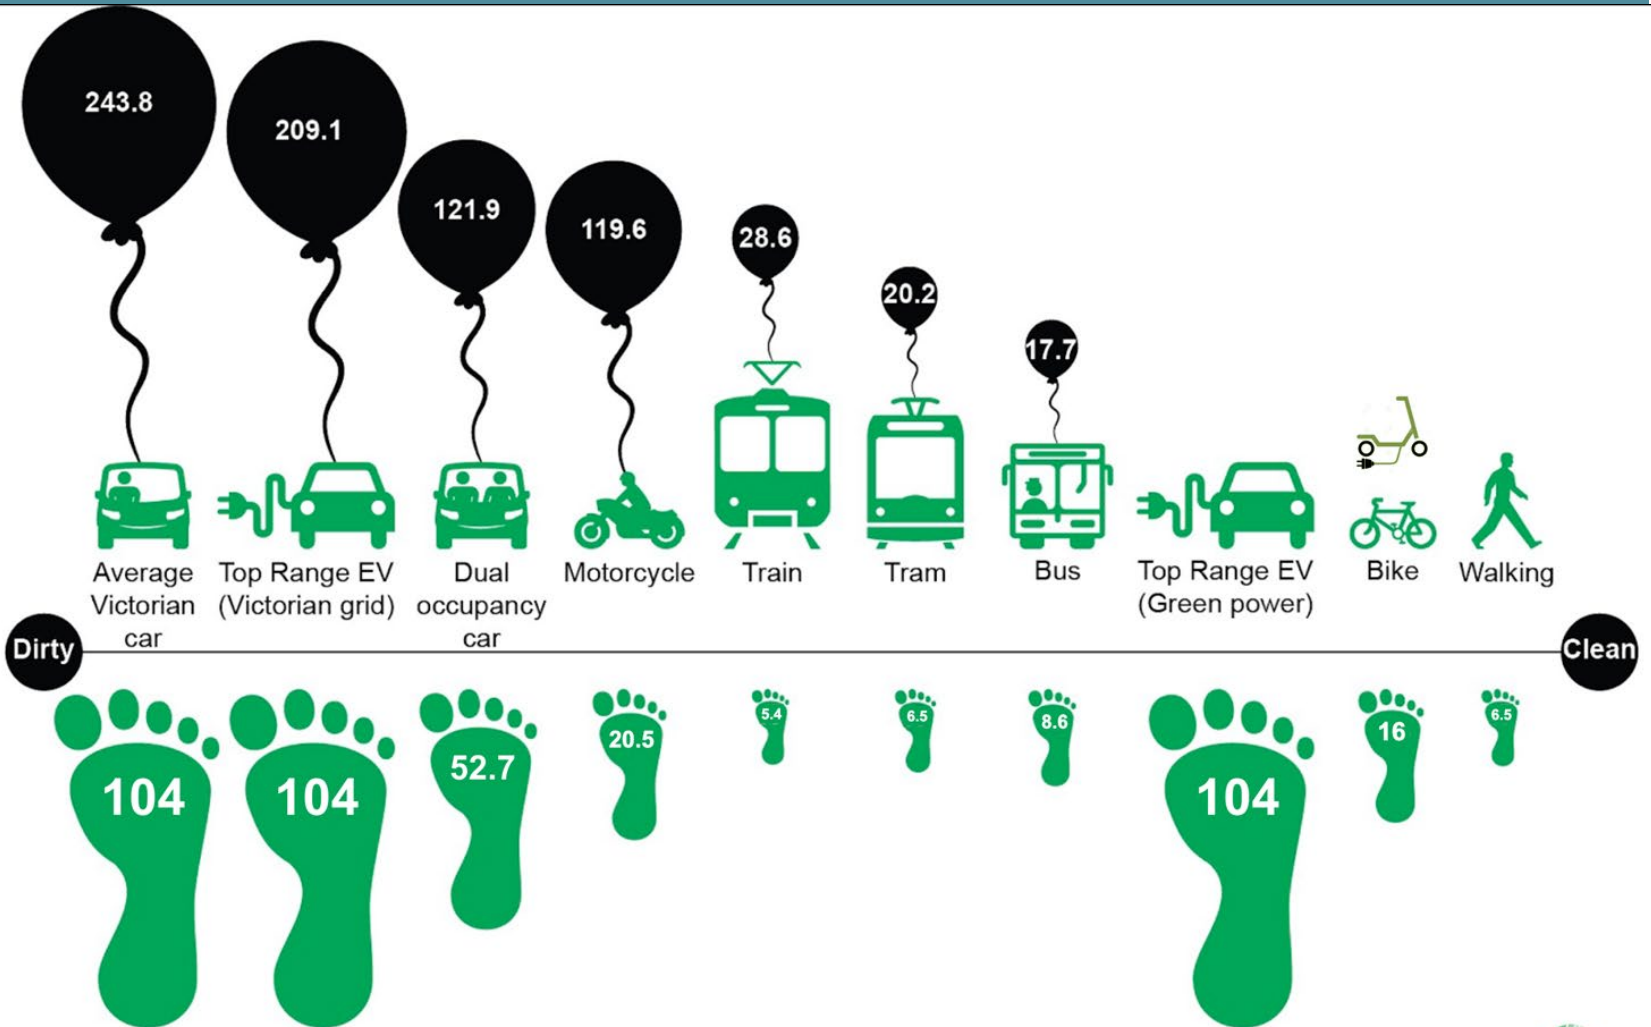 243.8
209.1
121.9
119.6
28.6
20.2
17.7
Average
Victorian
car
Top Range EV
(Victorian grid)
Dual
occupancy
car
Motorcycle
Train
Tram
Bus
Top Range EV
(Green power)
Bike
Walking
Dirty
Clean
104
104
52.7
20.5
5.4
6.5
8.6
104
16
6.5